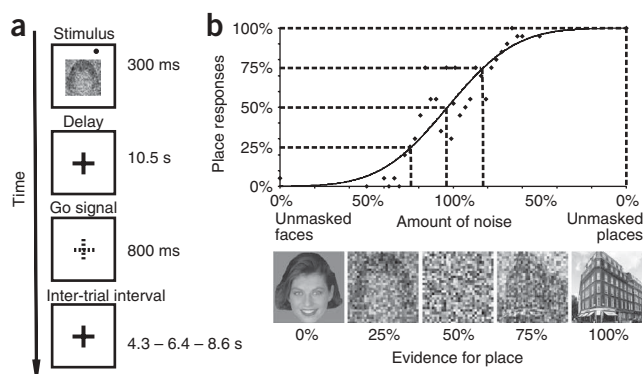 a
Time
Stimulus
300 ms
Delay
10.5 s
Go signal
800 ms
Inter-trial interval
4.3 – 6.4 – 8.6 s
b
Place responses
100%
75%
50%
25%
0%
0% 50% 100% 50% 0%
Unmasked faces
Amount of noise
Unmasked places
0% 25% 50% 75% 100%
Evidence for place